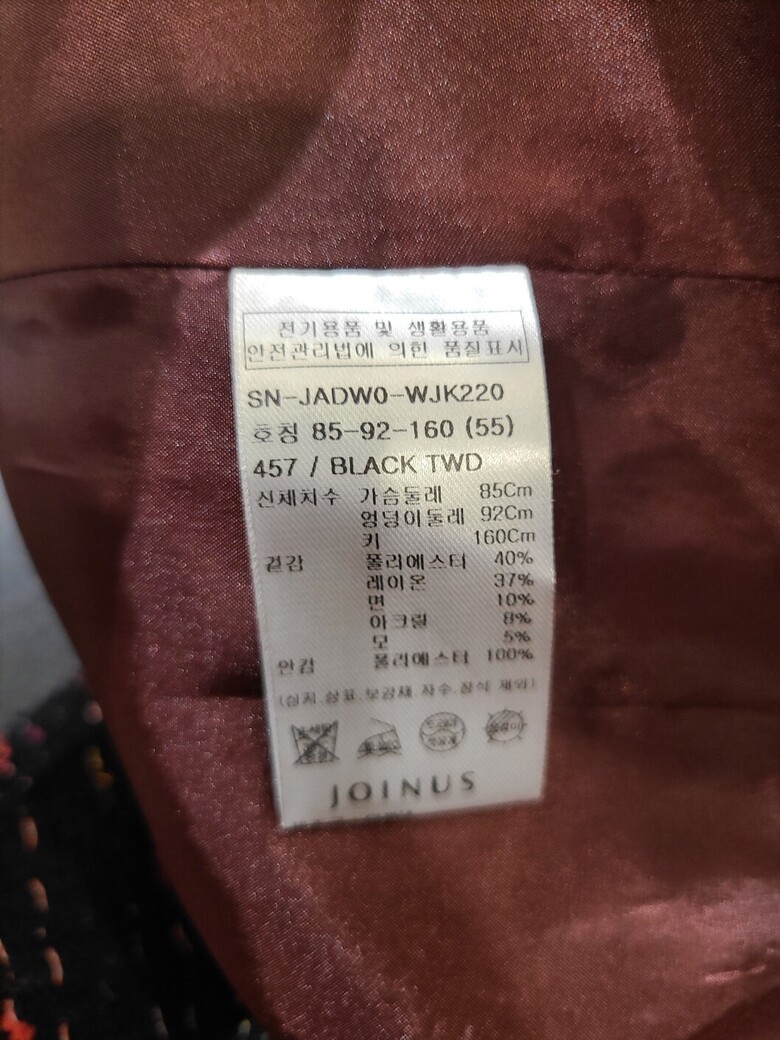 전기용품 및 생활용품
안전관리법에 의한 품질표시
SN-JADW0-WJK220
호칭 85-92-160 (55)
457 / BLACK TWD
신체치수 가슴둘레 85Cm
엉덩이둘레 92Cm
키 160Cm
겉감 폴리에스터 40%
레이온 37%
면 10%
아크릴 8%
모 5%
안감 폴리에스터 100%
(심지.상표.보강재.자수.장식 제외)
JOINUS